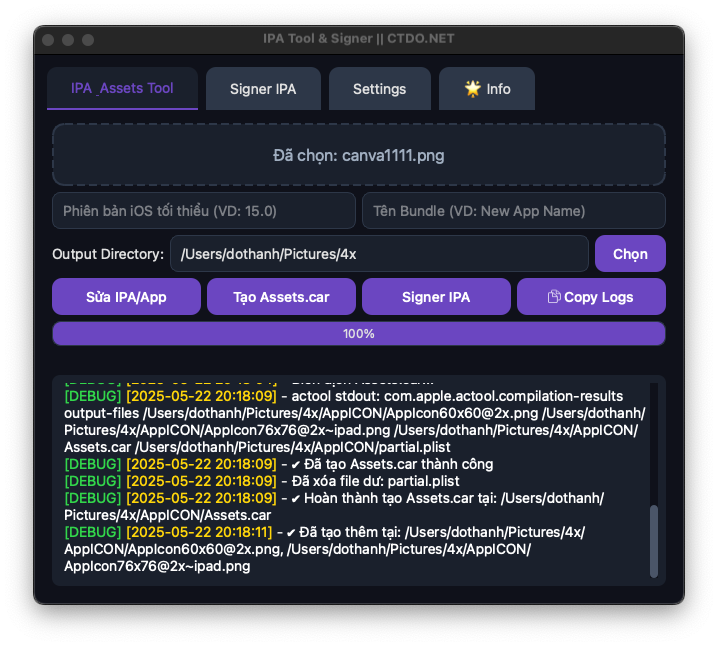 IPA Tool & Signer || CTDO.NET
IPA _Assets Tool
Signer IPA
Settings
🌟 Info
Đã chọn: canva1111.png
Phiên bản iOS tối thiểu (VD: 15.0)
Tên Bundle (VD: New App Name)
Output Directory:
/Users/dothanh/Pictures/4x
Chọn
Sửa IPA/App
Tạo Assets.car
Signer IPA
Copy Logs
100%
[DEBUG] [2025-05-22 20:18:09] - actool stdout: com.apple.actool.compilation-results
output-files /Users/dothanh/Pictures/4x/AppICON/AppIcon60x60@2x.png /Users/dothanh/
Pictures/4x/AppICON/AppIcon76x76@2x~ipad.png /Users/dothanh/Pictures/4x/AppICON/
Assets.car /Users/dothanh/Pictures/4x/AppICON/partial.plist
[DEBUG] [2025-05-22 20:18:09] - ✔ Đã tạo Assets.car thành công
[DEBUG] [2025-05-22 20:18:09] - Đã xóa file dư: partial.plist
[DEBUG] [2025-05-22 20:18:09] - ✔ Hoàn thành tạo Assets.car tại: /Users/dothanh/
Pictures/4x/AppICON/Assets.car
[DEBUG] [2025-05-22 20:18:11] - ✔ Đã tạo thêm tại: /Users/dothanh/Pictures/4x/
AppICON/AppIcon60x60@2x.png, /Users/dothanh/Pictures/4x/AppICON/
AppIcon76x76@2x~ipad.png